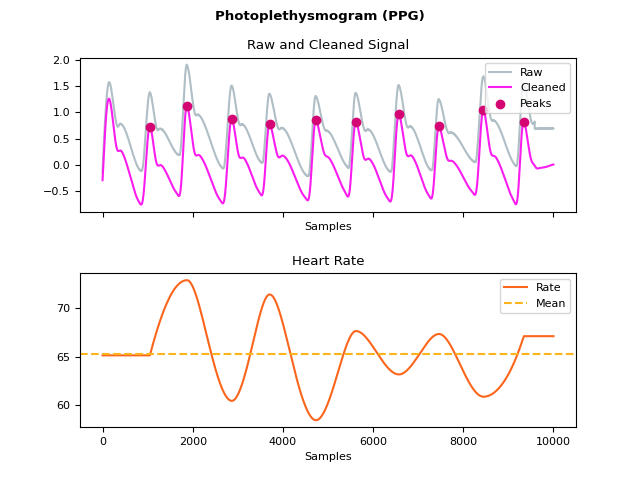 Photoplethysmogram (PPG)
Raw and Cleaned Signal
2.0
1.5
1.0
0.5
0.0
−0.5
Raw
Cleaned
Peaks
Samples
Heart Rate
70
65
60
Rate
Mean
0
2000
4000
6000
8000
10000
Samples